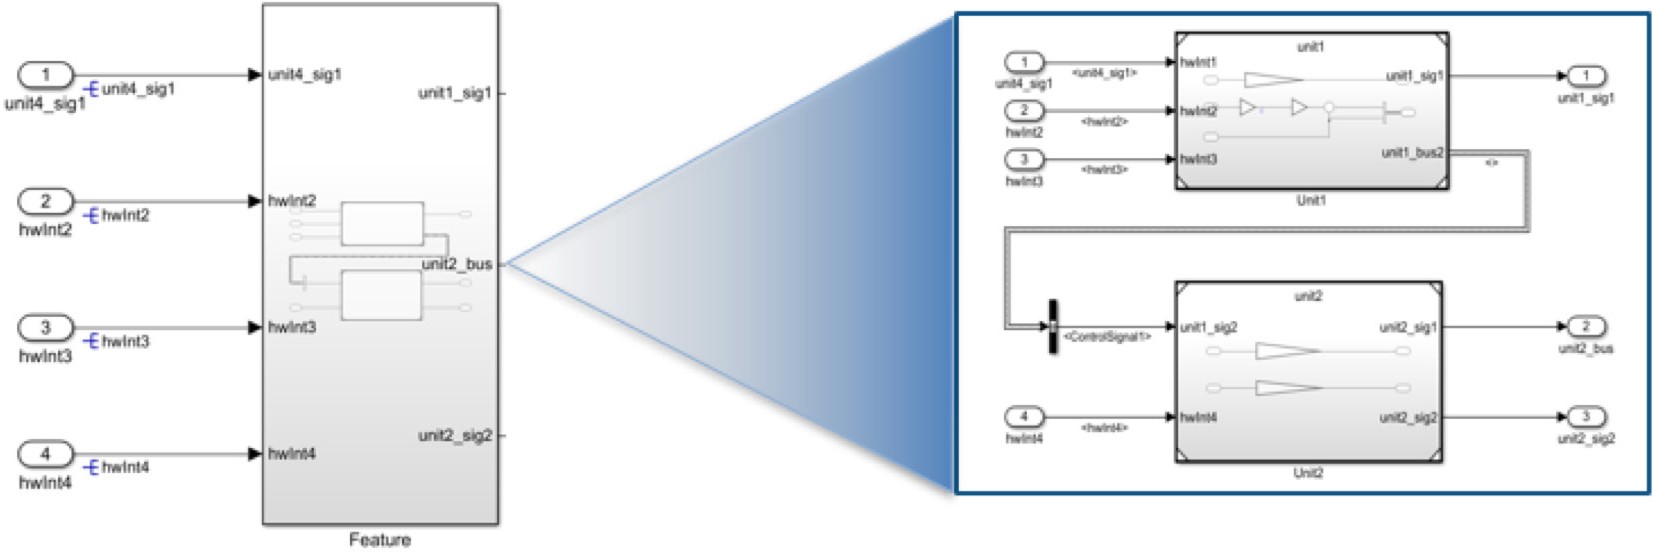 1
unit4_sig1
unit4_sig1
unit4_sig1
unit1_sig1
2
hwInt2
hwInt2
hwInt2
unit2_bus
3
hwInt3
hwInt3
hwInt3
unit2_sig2
4
hwInt4
hwInt4
hwInt4
Feature
unit1
1
<unit4_sig1>
unit4_sig1
hwInt1
unit1_sig1
1
unit1_sig1
2
<hwInt2>
hwInt2
hwInt2
3
<hwInt3>
hwInt3
hwInt3
unit1_bus2
<>
Unit1
unit2
<ControlSignal1>
unit1_sig2
unit2_sig1
2
unit2_bus
4
<hwInt4>
hwInt4
hwInt4
unit2_sig2
3
unit2_sig2
Unit2